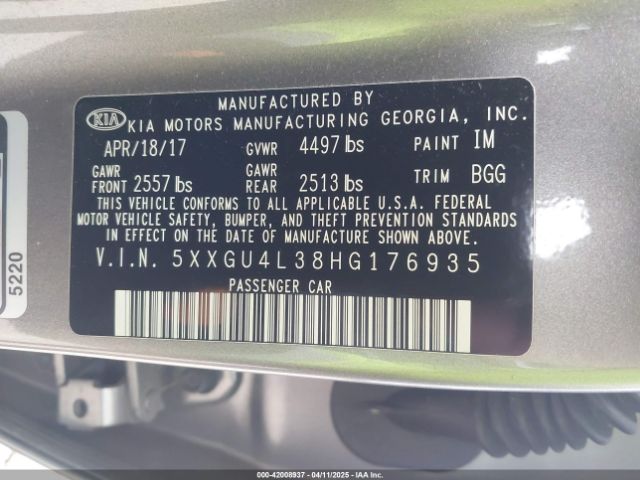 MANUFACTURED BY
KIA KIA MOTORS MANUFACTURING GEORGIA, INC.
APR/18/17 GVWR 4497 lbs PAINT IM
GAWR FRONT 2557 lbs GAWR REAR 2513 lbs TRIM BGG
THIS VEHICLE CONFORMS TO ALL APPLICABLE U.S.A. FEDERAL
MOTOR VEHICLE SAFETY, BUMPER, AND THEFT PREVENTION STANDARDS
IN EFFECT ON THE DATE OF MANUFACTURE SHOWN ABOVE.
V.I.N. 5XXGU4L38HG176935
PASSENGER CAR
5220
000-42008937 - 04/11/2025 - IAAI, Inc.